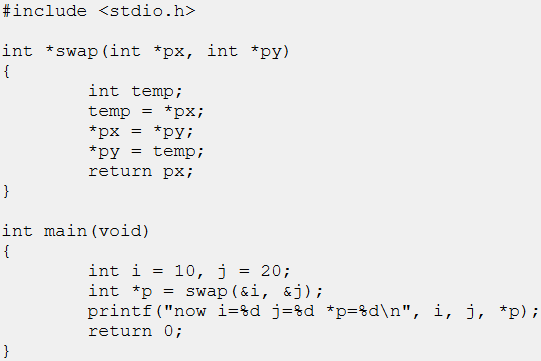 #include <stdio.h>

int *swap(int *px, int *py)
{
        int temp;
        temp = *px;
        *px = *py;
        *py = temp;
        return px;
}

int main(void)
{
        int i = 10, j = 20;
        int *p = swap(&i, &j);
        printf("now i=%d j=%d *p=%d\n", i, j, *p);
        return 0;
}